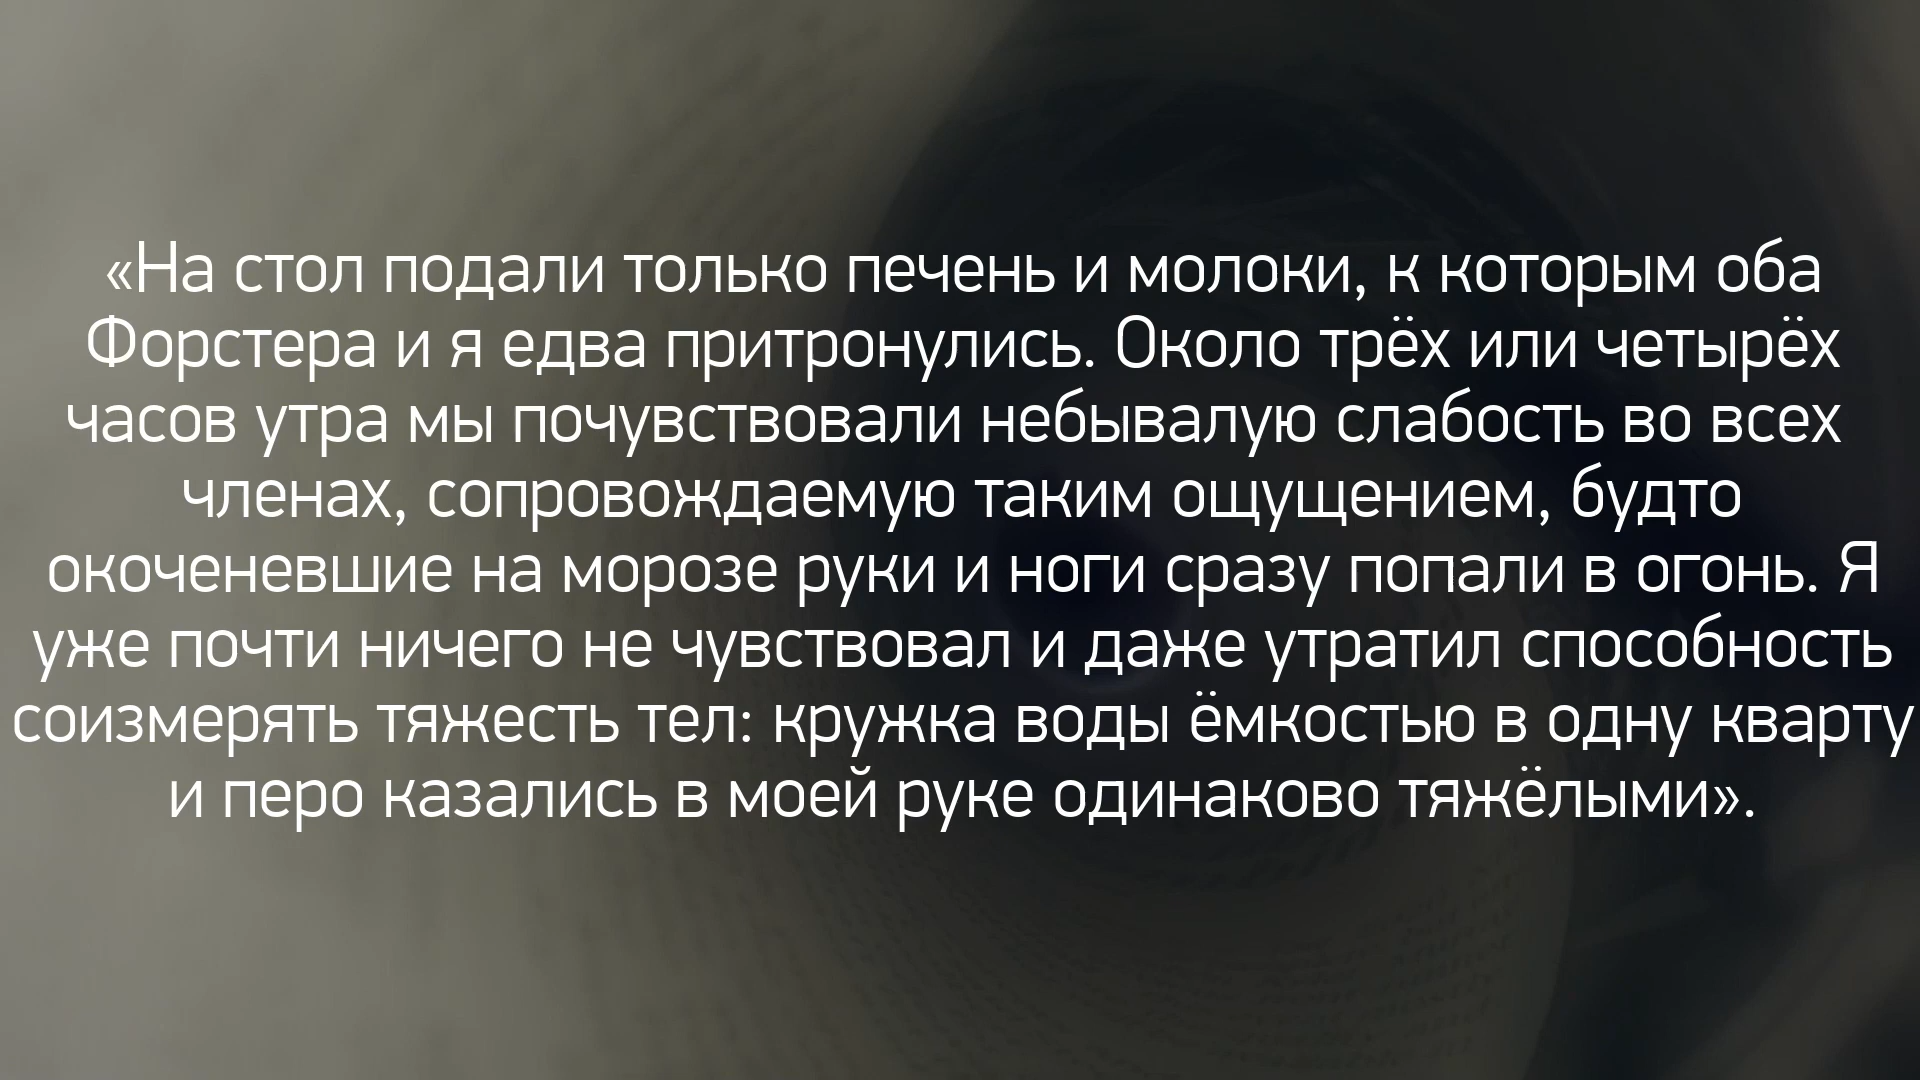 «На стол подали только печень и молоки, к которым оба
Форстера и я едва притронулись. Около трёх или четырёх
часов утра мы почувствовали небывалую слабость во всех
членах, сопровождаемую таким ощущением, будто
окоченевшие на морозе руки и ноги сразу попали в огонь. Я
уже почти ничего не чувствовал и даже утратил способность
соизмерять тяжесть тел: кружка воды ёмкостью в одну кварту
и перо казались в моей руке одинаково тяжёлыми».